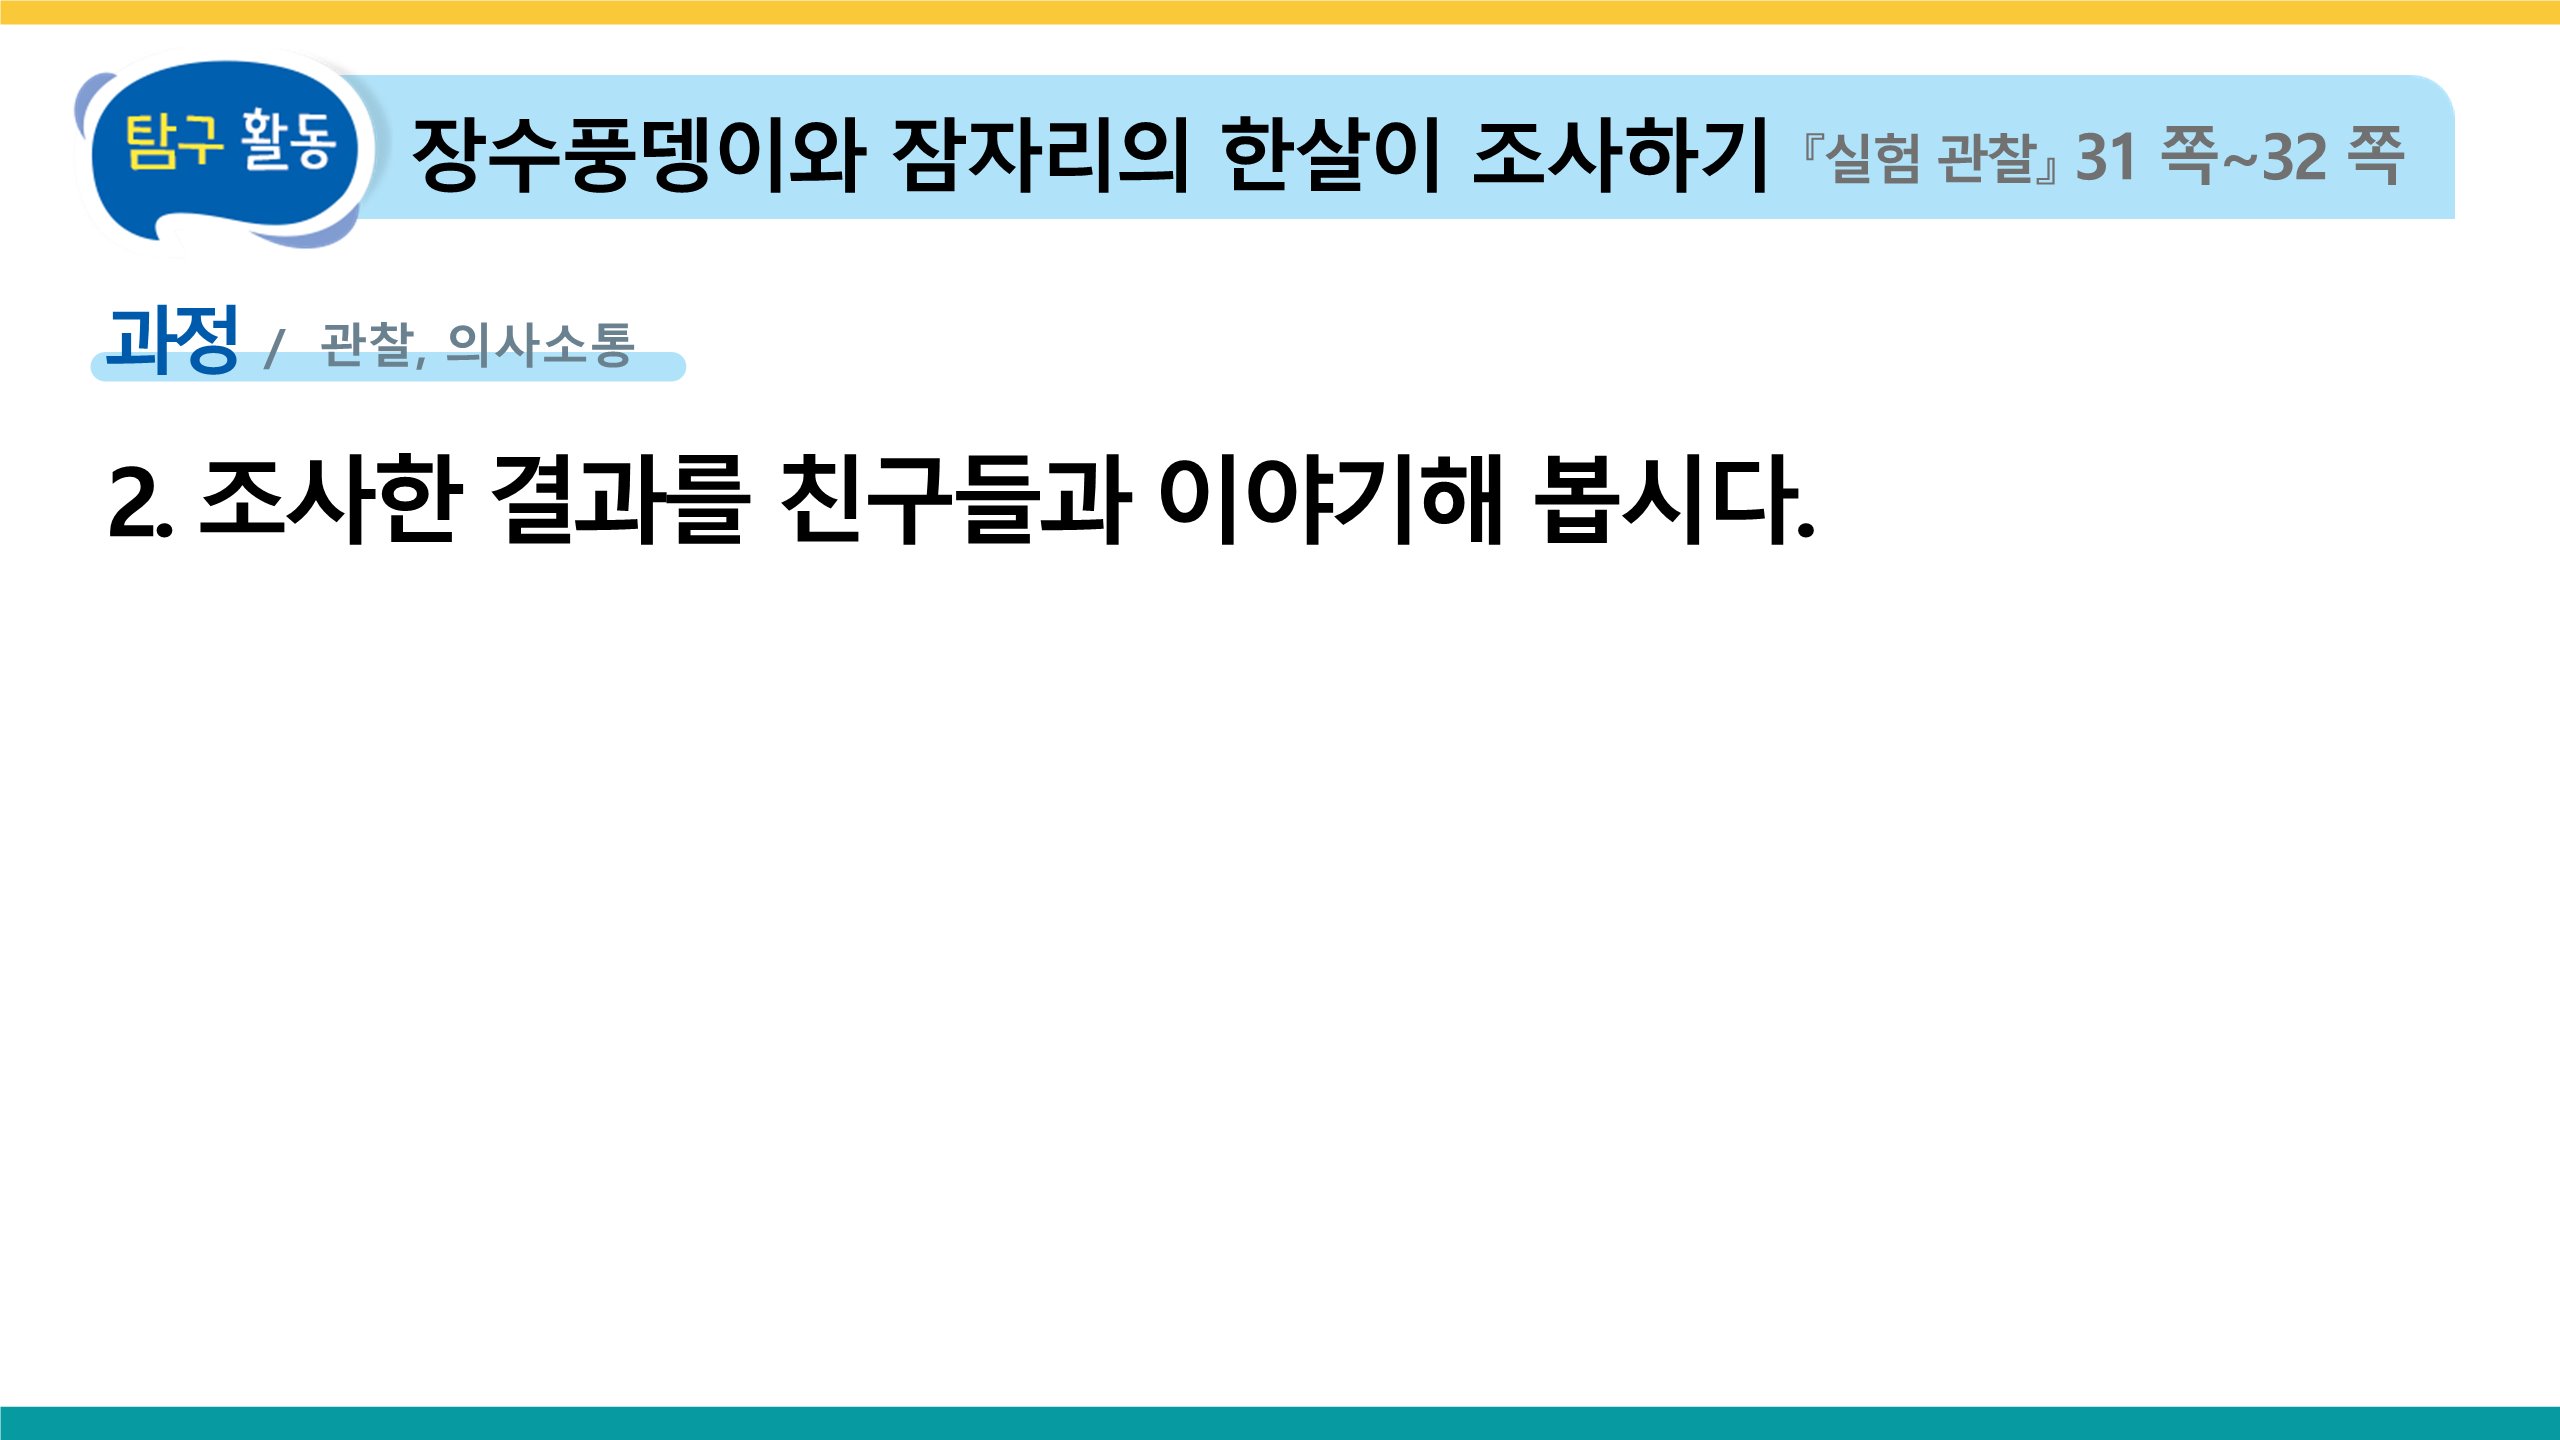 탐구 활동
장수풍뎅이와 잠자리의 한살이 조사하기 『실험 관찰』 31 쪽~32 쪽
과정 / 관찰, 의사소통
2. 조사한 결과를 친구들과 이야기해 봅시다.